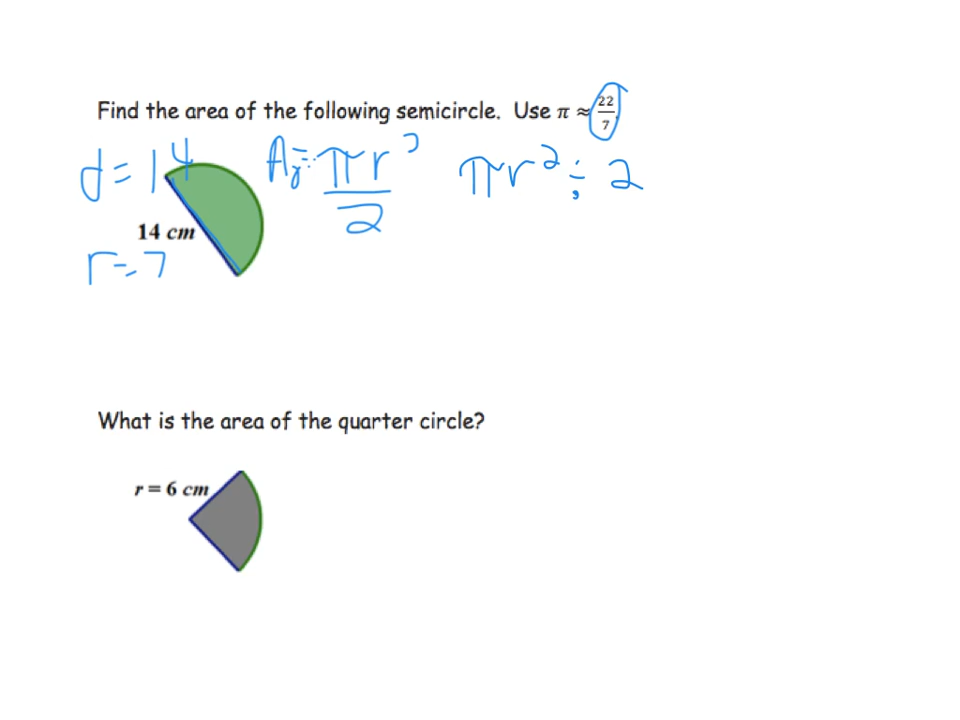 Find the area of the following semicircle. Use π ≈ 22/7.
d = 14
A = πr²/2
πr² ÷ 2
14 cm
r = 7
What is the area of the quarter circle?
r = 6 cm